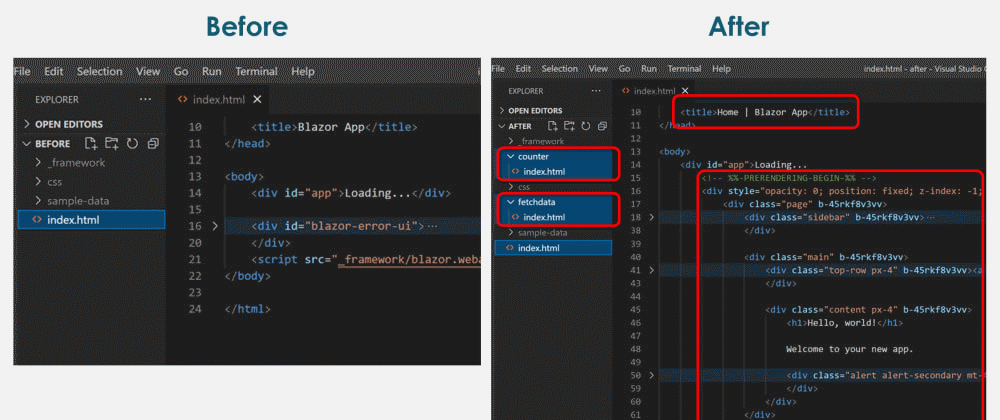 Before
After
File Edit Selection View Go Run Terminal Help
EXPLORER ...
OPEN EDITORS
BEFORE
_framework
css
sample-data
index.html
index.html
10 <title>Blazor App</title>
11 </head>
12
13 <body>
14 <div id="app">Loading...</div>
15
16 <div id="blazor-error-ui">...
20 </div>
21 <script src="_framework/blazor.weba
22 </body>
23
24 </html>
File Edit Selection View Go Run Terminal Help index.html - after - Visual Studio
EXPLORER ...
OPEN EDITORS
AFTER
_framework
counter
index.html
css
fetchdata
index.html
sample-data
index.html
index.html
10 <title>Home | Blazor App</title>
11 </head>
12
13 <body>
14 <div id="app">Loading...
15 <!-- %%-PRERENDERING-BEGIN-%% -->
16 <div style="opacity: 0; position: fixed; z-index: -1;
17 <div class="page" b-45rkf8v3vv>
18 <div class="sidebar" b-45rkf8v3vv>...
38 </div>
39
40 <div class="main" b-45rkf8v3vv>
41 <div class="top-row px-4" b-45rkf8v3vv><a
43 </div>
44
45 <div class="content px-4" b-45rkf8v3vv>
46 <h1>Hello, world!</h1>
47
48 Welcome to your new app.
49
50 <div class="alert alert-secondary mt-
59 </div>
60 </div>
61 </div>